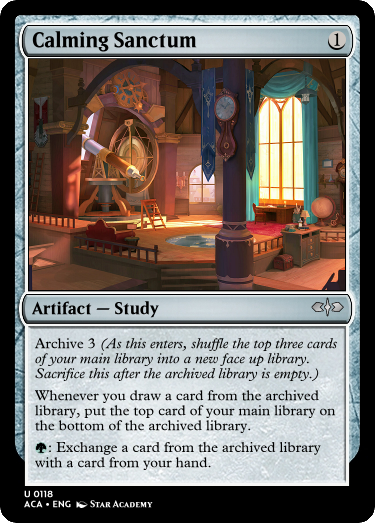 Calming Sanctum 1
Artifact — Study
Archive 3 (As this enters, shuffle the top three cards
of your main library into a new face up library.
Sacrifice this after the archived library is empty.)
Whenever you draw a card from the archived
library, put the top card of your main library on
the bottom of the archived library.
: Exchange a card from the archived library
with a card from your hand.
U 0118
ACA • ENG STAR ACADEMY